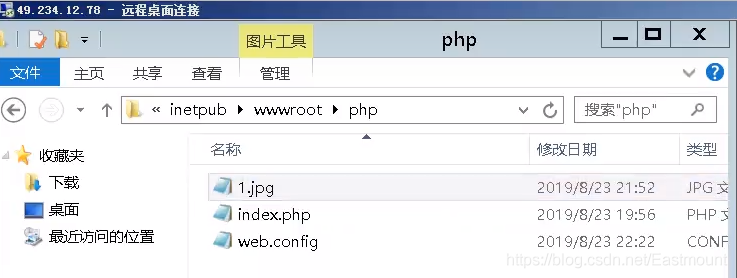 49.234.12.78 - 远程桌面连接
图片工具
php
文件 主页 共享 查看 管理
« inetpub wwwroot php 搜索"php"
收藏夹
下载
桌面
最近访问的位置
名称 修改日期 类型
1.jpg 2019/8/23 21:52 JPG 文
index.php 2019/8/23 19:56 PHP 文
web.config 2019/8/23 22:22 CONF
https://blog.csdn.net/Eastmount